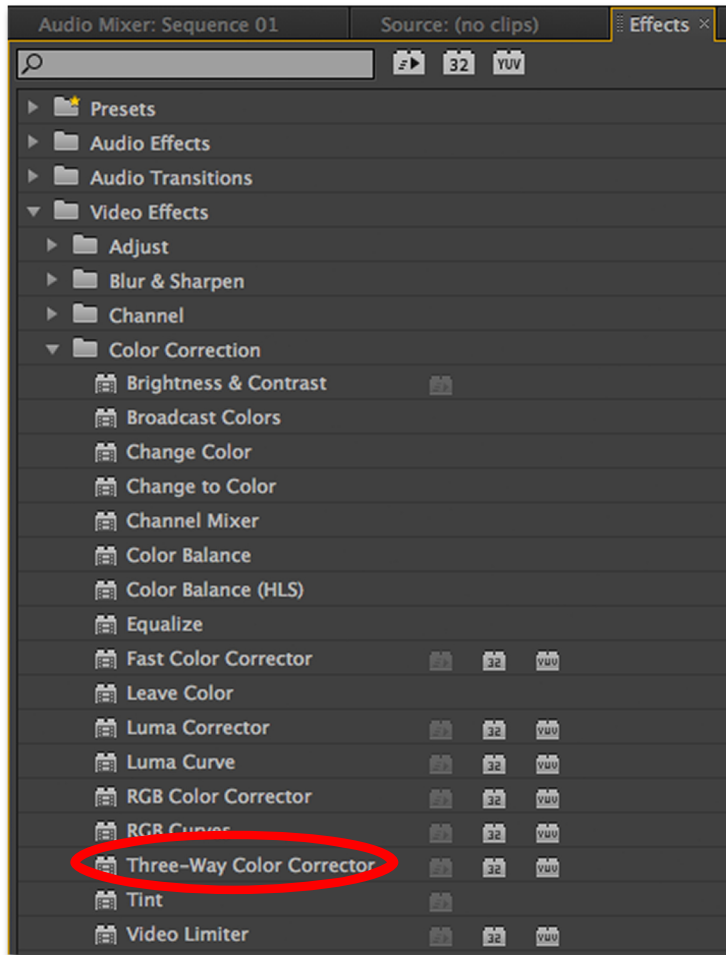 Audio Mixer: Sequence 01 Source: (no clips) Effects ×
32 YUV
Presets
Audio Effects
Audio Transitions
Video Effects
Adjust
Blur & Sharpen
Channel
Color Correction
Brightness & Contrast
Broadcast Colors
Change Color
Change to Color
Channel Mixer
Color Balance
Color Balance (HLS)
Equalize
Fast Color Corrector 32 YUV
Leave Color
Luma Corrector 32 YUV
Luma Curve 32 YUV
RGB Color Corrector 32 YUV
RGB Curves 32 YUV
Three-Way Color Corrector 32 YUV
Tint
Video Limiter 32 YUV